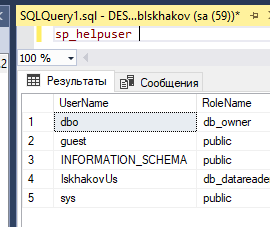 SQLQuery1.sql - DES...blskhakov (sa (59))*
sp_helpuser
100 %
Результаты Сообщения
UserName RoleName
1 dbo db_owner
2 guest public
3 INFORMATION_SCHEMA public
4 IskhakovUs db_datareade
5 sys public